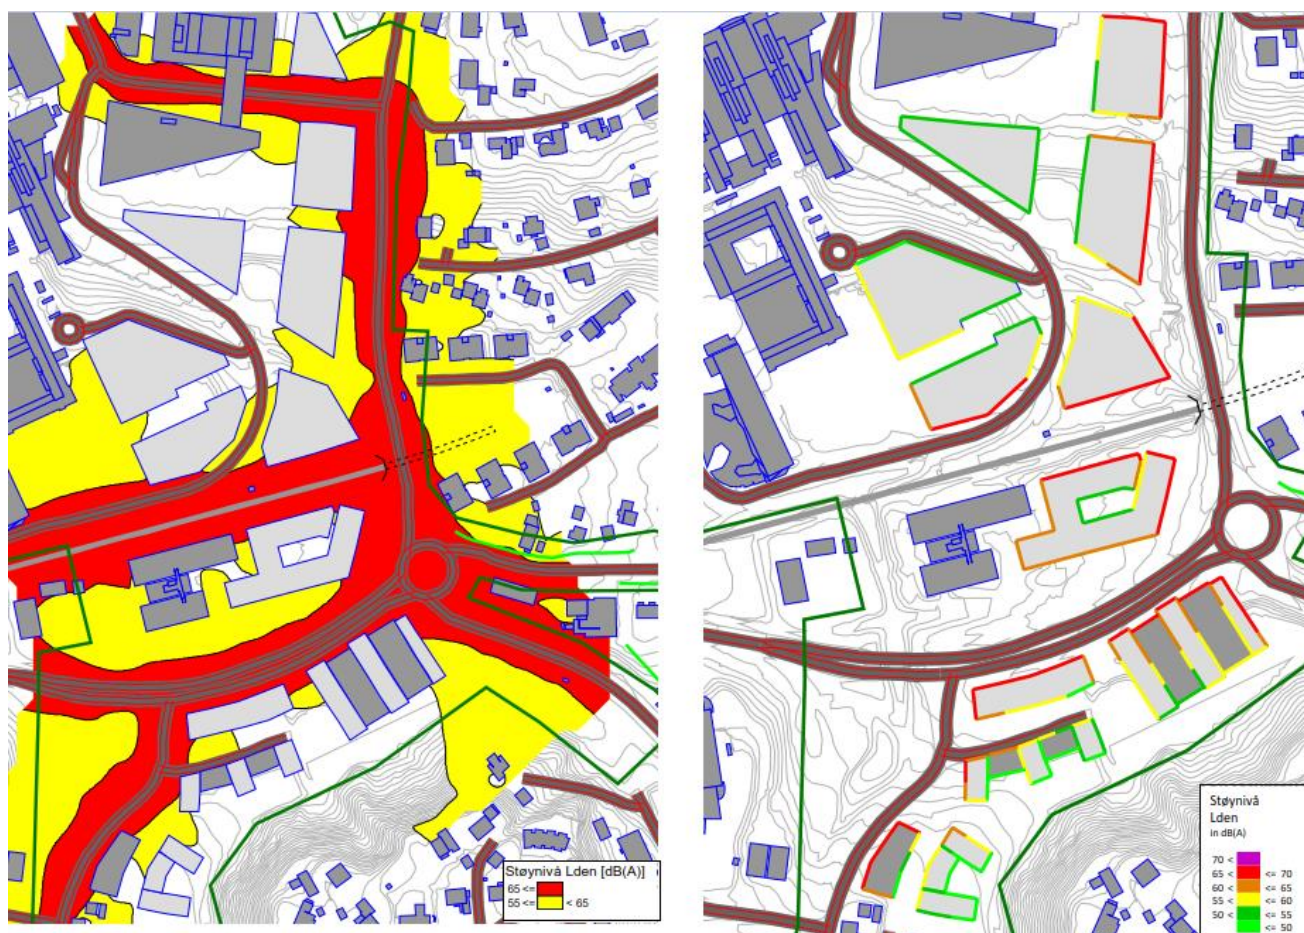 Støynivå Lden [dB(A)]
65 <=
55 <= < 65
Støynivå
Lden
in dB(A)
70 <
65 < <= 70
60 < <= 65
55 < <= 60
50 < <= 55
<= 50